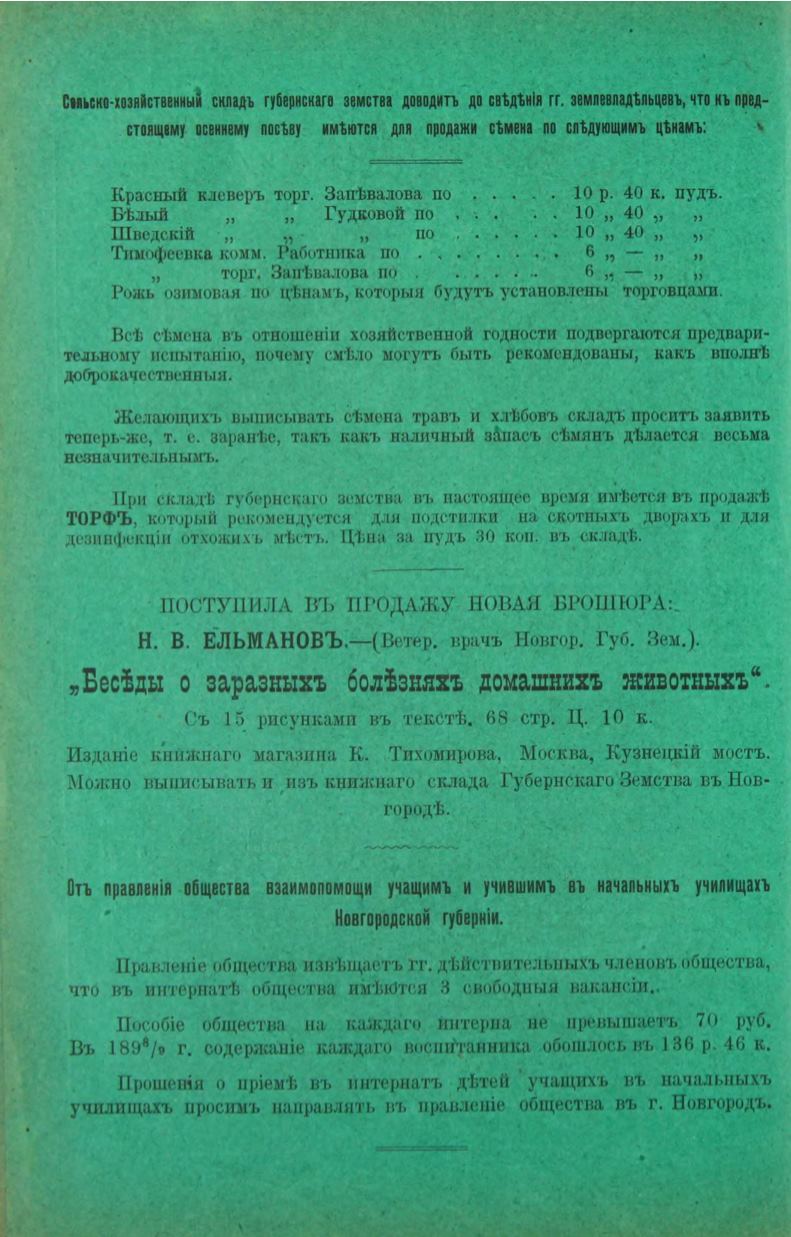 Сельско-хозяйственный складъ губернскаго земства доводитъ до свѣдѣнія гг. землевладѣльцевъ, что къ пред-
стоящему осеннему посѣву имѣются для продажи сѣмена по слѣдующимъ цѣнамъ:
Красный клеверъ торг. Запѣвалова по . . . . . 10 р. 40 к. пудъ.
Бѣлый „ „ Гудковой по . . . . . 10 „ 40 „ „
Шведскій „ „ „ по . . . . . . 10 „ 40 „ „
Тимофеевка комм. Работника по . . . . . . . . 6 „ — „ „
„ торг. Запѣвалова по . . . . . . 6 „ — „ „
Рожь озимовая по цѣнамъ, которыя будутъ установлены торговцами.
Всѣ сѣмена въ отношеніи хозяйственной годности подвергаются предвари-
тельному испытанію, почему смѣло могутъ быть рекомендованы, какъ вполнѣ
доброкачественныя.
Желающихъ выписывать сѣмена травъ и хлѣбовъ складъ проситъ заявить
теперь-же, т. е. заранѣе, такъ какъ наличный запасъ сѣмянъ дѣлается весьма
незначительнымъ.
При складѣ губернскаго земства въ настоящее время имѣется въ продажѣ
ТОРФЪ, который рекомендуется для подстилки на скотныхъ дворахъ и для
дезинфекціи отхожихъ мѣстъ. Цѣна за пудъ 30 коп. въ складѣ.
ПОСТУПИЛА ВЪ ПРОДАЖУ НОВАЯ БРОШЮРА:
Н. В. ЕЛЬМАНОВЪ.—(Ветер. врачъ Новгор. Губ. Зем.).
„Бесѣды о заразныхъ болѣзняхъ домашнихъ животныхъ“.
Съ 15 рисунками въ текстѣ. 68 стр. Ц. 10 к.
Изданіе книжнаго магазина К. Тихомирова, Москва, Кузнецкій мостъ.
Можно выписывать и изъ книжнаго склада Губернскаго Земства въ Нов-
городѣ.
Отъ правленія общества взаимопомощи учащимъ и учившимъ въ начальныхъ училищахъ
Новгородской губерніи.
Правленіе общества извѣщаетъ гг. дѣйствительныхъ членовъ общества,
что въ интернатѣ общества имѣются 3 свободныя вакансіи.
Пособіе общества на каждаго интерна не превышаетъ 70 руб.
Въ 189⁸/₉ г. содержаніе каждаго воспитанника обошлось въ 136 р. 46 к.
Прошенія о пріемѣ въ интернатъ дѣтей учащихъ въ начальныхъ
училищахъ просимъ направлять въ правленіе общества въ г. Новгородъ.